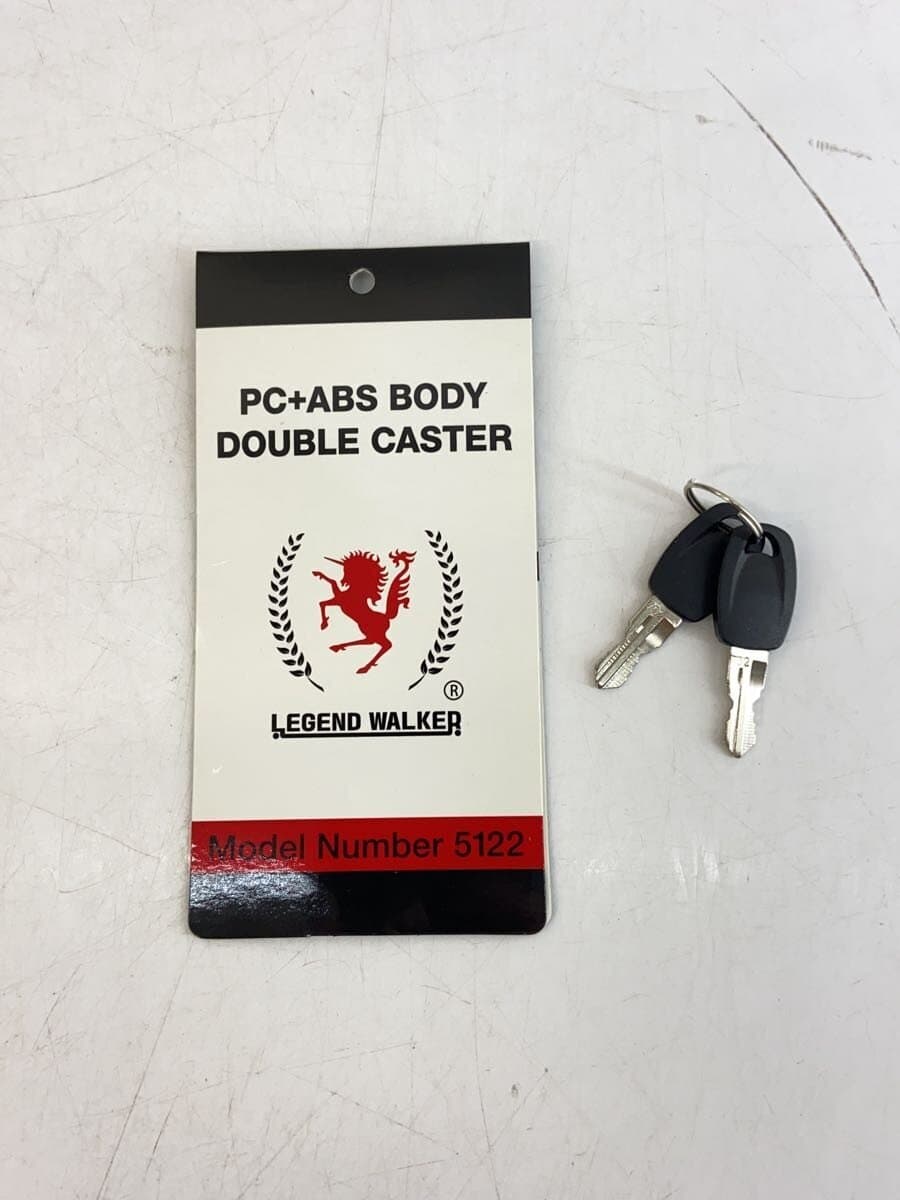 PC+ABS BODY
DOUBLE CASTER
®
LEGEND WALKER
Model Number 5122